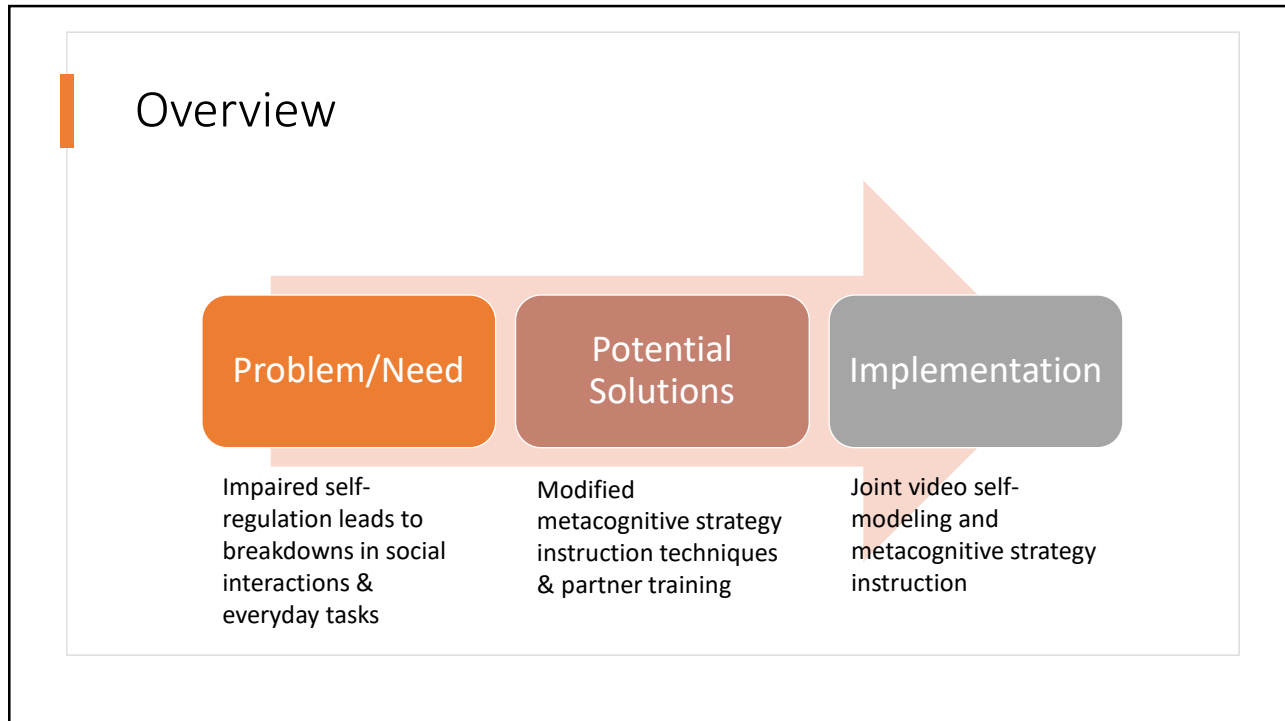 Overview
Problem/Need
Potential
Solutions
Implementation
Impaired self-
regulation leads to
breakdowns in social
interactions &
everyday tasks
Modified
metacognitive strategy
instruction techniques
& partner training
Joint video self-
modeling and
metacognitive strategy
instruction